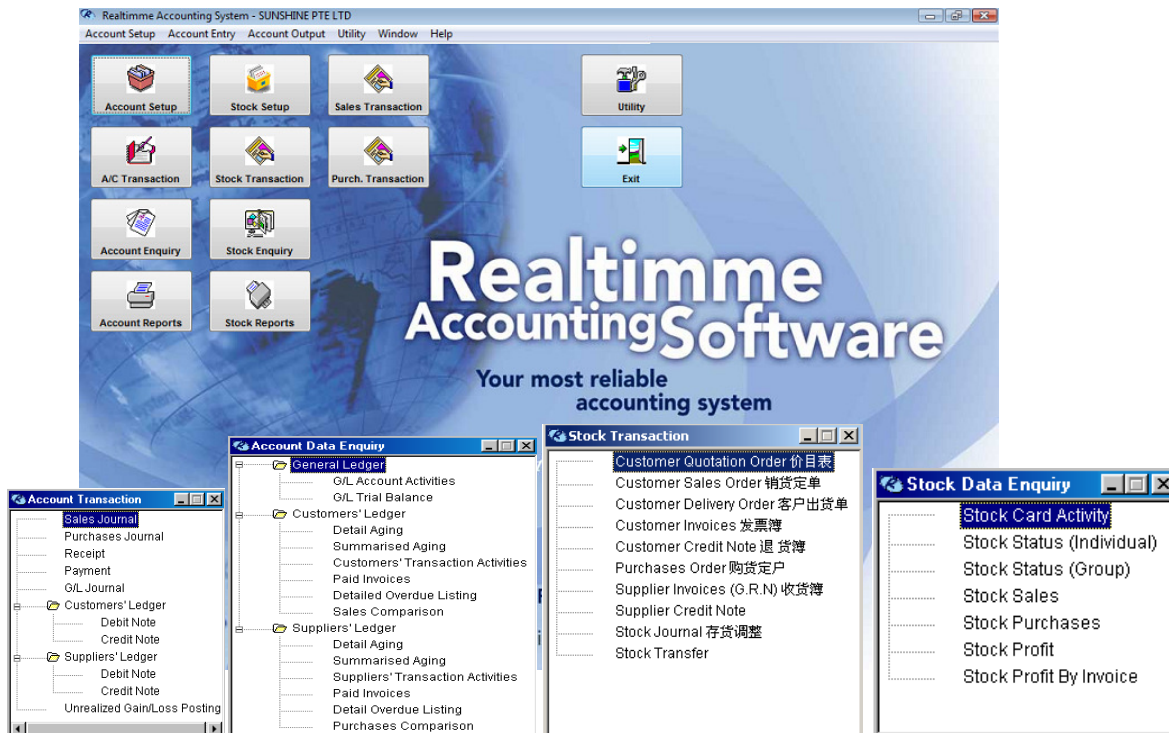 Realtimme Accounting System - SUNSHINE PTE LTD
Account Setup Account Entry Account Output Utility Window Help
Account Setup
Stock Setup
Sales Transaction
Utility
A/C Transaction
Stock Transaction
Purch. Transaction
Exit
Account Enquiry
Stock Enquiry
Account Reports
Stock Reports
Realtimme
Accounting Software
Your most reliable
accounting system
Account Transaction
Sales Journal
Purchases Journal
Receipt
Payment
G/L Journal
Customers' Ledger
Debit Note
Credit Note
Suppliers' Ledger
Debit Note
Credit Note
Unrealized Gain/Loss Posting
Account Data Enquiry
General Ledger
G/L Account Activities
G/L Trial Balance
Customers' Ledger
Detail Aging
Summarised Aging
Customers' Transaction Activities
Paid Invoices
Detailed Overdue Listing
Sales Comparison
Suppliers' Ledger
Detail Aging
Summarised Aging
Suppliers' Transaction Activities
Paid Invoices
Detail Overdue Listing
Purchases Comparison
Stock Transaction
Customer Quotation Order 价目表
Customer Sales Order 销货定单
Customer Delivery Order 客户出货单
Customer Invoices 发票簿
Customer Credit Note 退 货簿
Purchases Order 购货定户
Supplier Invoices (G.R.N) 收货簿
Supplier Credit Note
Stock Journal 存货调整
Stock Transfer
Stock Data Enquiry
Stock Card Activity
Stock Status (Individual)
Stock Status (Group)
Stock Sales
Stock Purchases
Stock Profit
Stock Profit By Invoice